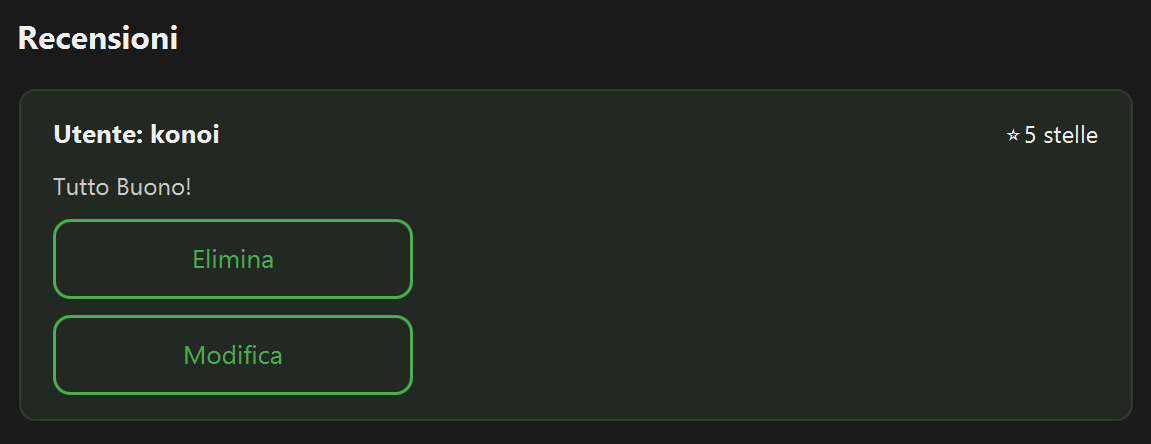 Recensioni
Utente: konoi
⭐5 stelle
Tutto Buono!
Elimina
Modifica